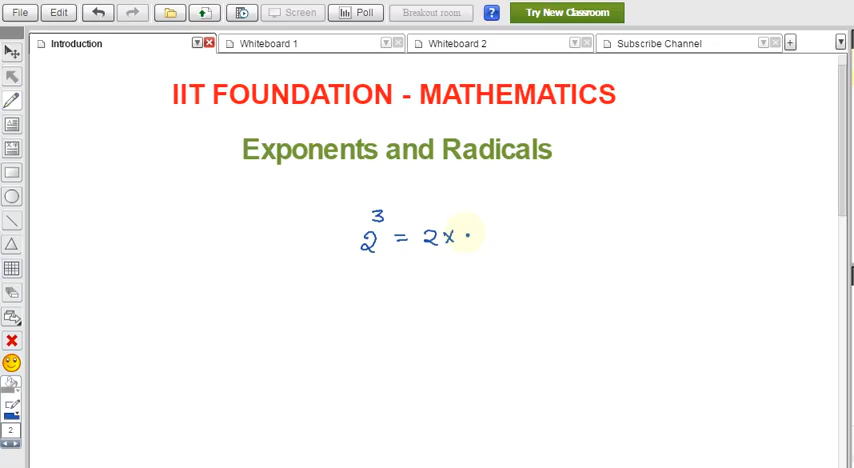 File Edit Screen Poll Breakout room ? Try New Classroom
Introduction Whiteboard 1 Whiteboard 2 Subscribe Channel +
IIT FOUNDATION - MATHEMATICS
Exponents and Radicals
2³ = 2 x
2